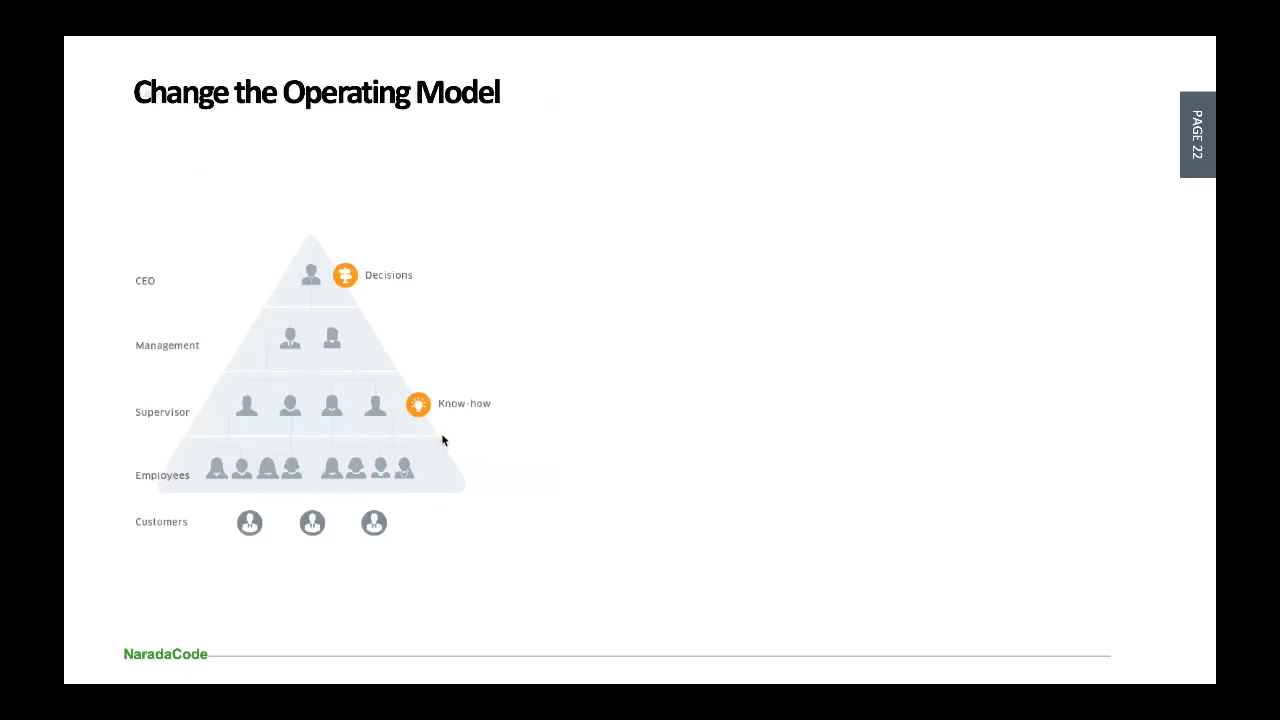 Change the Operating Model
PAGE 22
CEO
Decisions
Management
Supervisor
Know-how
Employees
Customers
NaradaCode